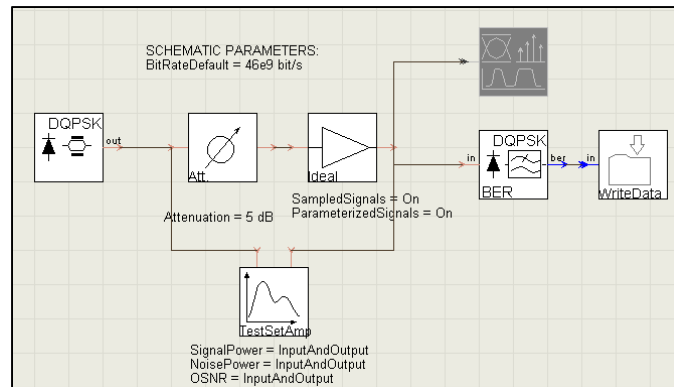 SCHEMATIC PARAMETERS:
BitRateDefault = 46e9 bit/s
DQPSK
out
Att.
Ideal
in
DQPSK
BER
ber
in
WriteData
Attenuation = 5 dB
SampledSignals = On
ParameterizedSignals = On
TestSetAmp
SignalPower = InputAndOutput
NoisePower = InputAndOutput
OSNR = InputAndOutput